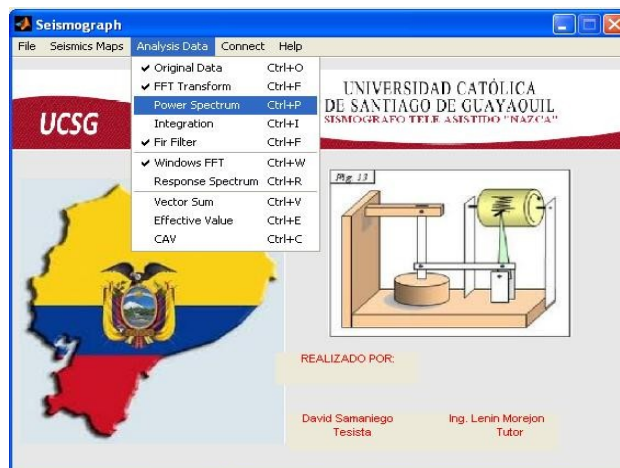 Seismograph
File Seismics Maps Analysis Data Connect Help
Original Data Ctrl+O
FFT Transform Ctrl+F
Power Spectrum Ctrl+P
Integration Ctrl+I
Fir Filter Ctrl+F
Windows FFT Ctrl+W
Response Spectrum Ctrl+R
Vector Sum Ctrl+V
Effective Value Ctrl+E
CAV Ctrl+C
UCSG
UNIVERSIDAD CATÓLICA
DE SANTIAGO DE GUAYAQUIL
SISMOGRAFO TELE ASISTIDO "NAZCA"
Fig. 13
REALIZADO POR:
David Samaniego Ing. Lenin Morejon
Tesista Tutor